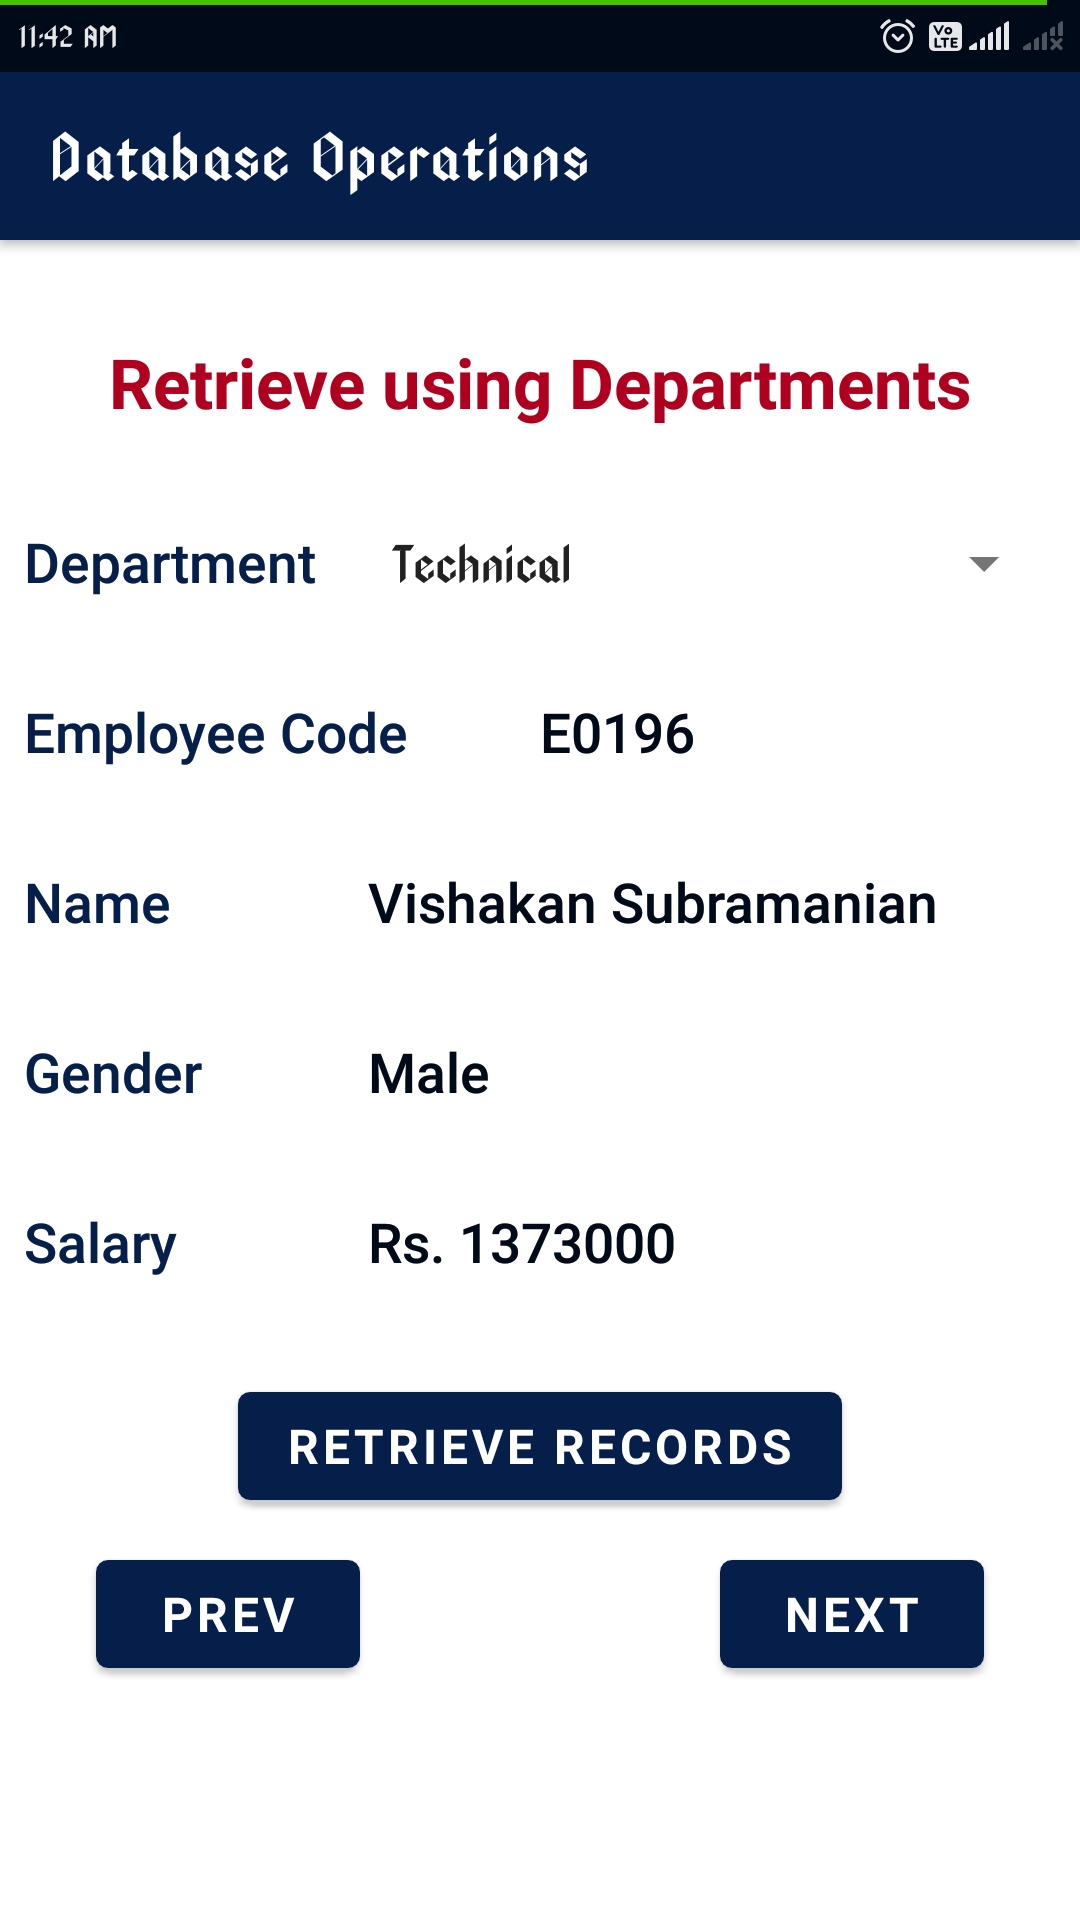 11:42 AM Vo LTE
Database Operations
Retrieve using Departments
Department Technical
Employee Code E0196
Name Vishakan Subramanian
Gender Male
Salary Rs. 1373000
RETRIEVE RECORDS
PREV NEXT